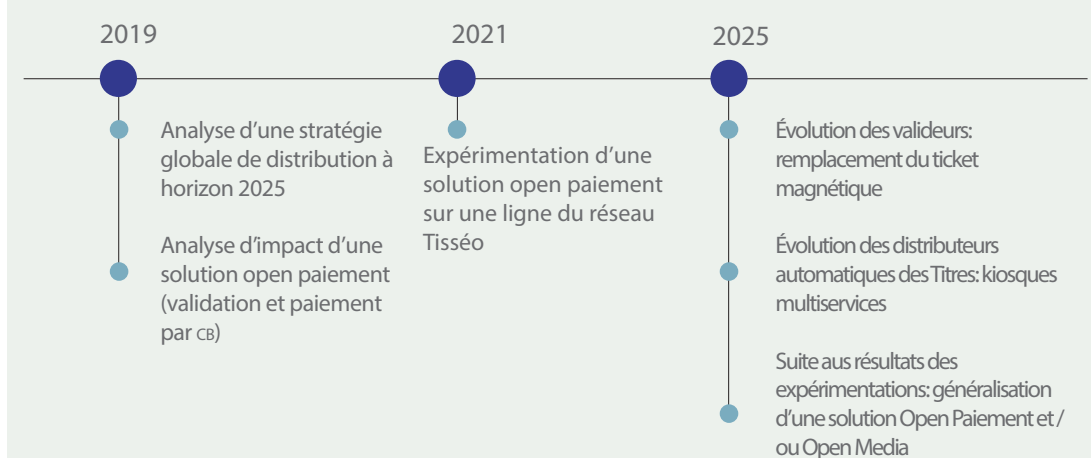 2019
Analyse d’une stratégie
globale de distribution à
horizon 2025
Analyse d’impact d’une
solution open paiement
(validation et paiement
par CB)
2021
Expérimentation d’une
solution open paiement
sur une ligne du réseau
Tisséo
2025
Évolution des valideurs:
remplacement du ticket
magnétique
Évolution des distributeurs
automatiques des Titres: kiosques
multiservices
Suite aus résultats des
expérimentations: généralisation
d’une solution Open Paiement et /
ou Open Media